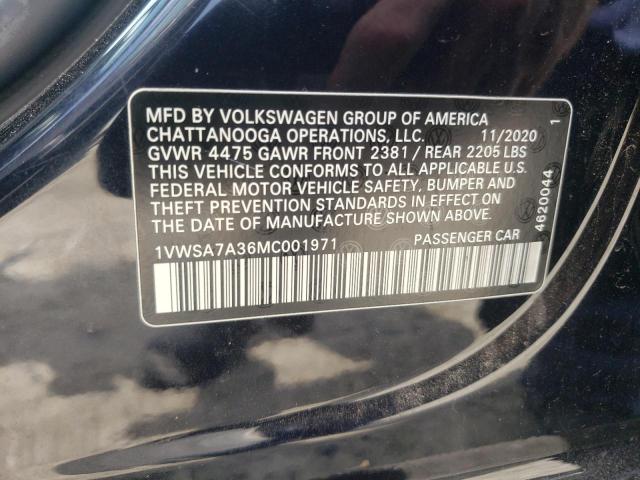 MFD BY VOLKSWAGEN GROUP OF AMERICA
CHATTANOOGA OPERATIONS, LLC. 11/2020 1
GVWR 4475 GAWR FRONT 2381 / REAR 2205 LBS
THIS VEHICLE CONFORMS TO ALL APPLICABLE U.S.
FEDERAL MOTOR VEHICLE SAFETY, BUMPER AND
THEFT PREVENTION STANDARDS IN EFFECT ON THE
DATE OF MANUFACTURE SHOWN ABOVE.
1VWSA7A36MC001971 PASSENGER CAR
4620044